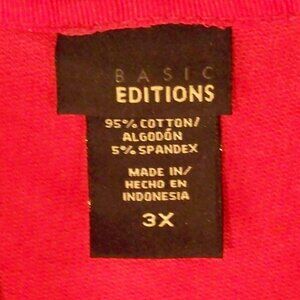 BASIC
EDITIONS
95% COTTON/
ALGODÓN
5% SPANDEX
MADE IN/
HECHO EN
INDONESIA
3X